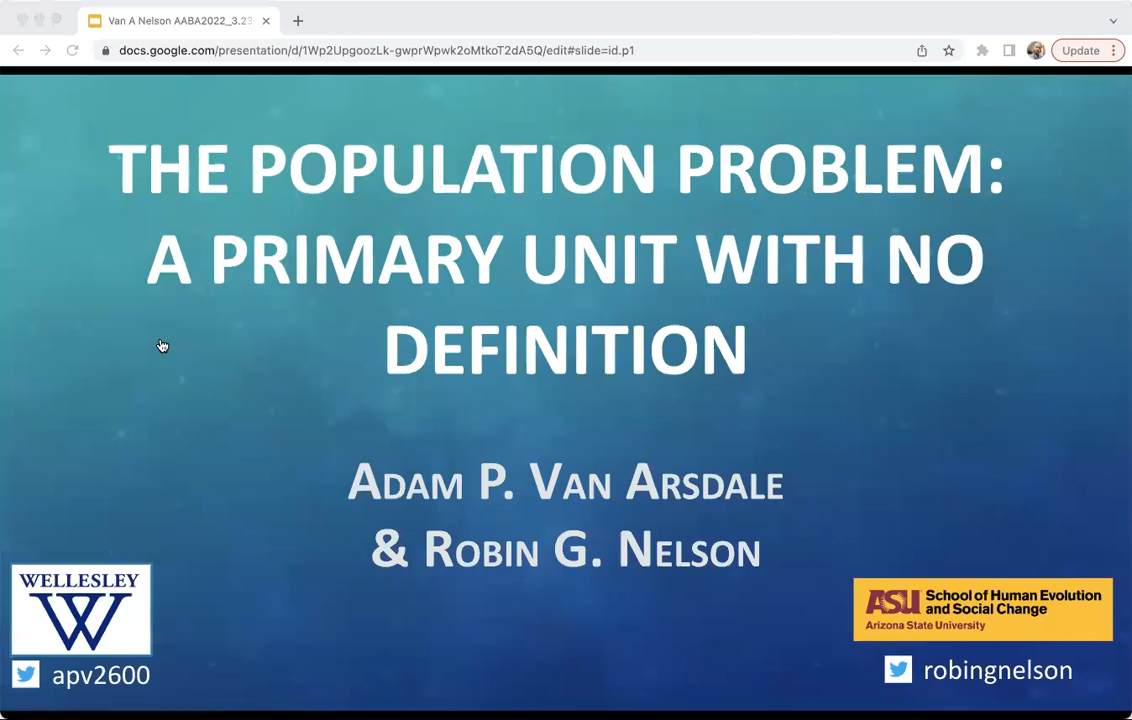 Van A Nelson AABA2022_3.23
docs.google.com/presentation/d/1Wp2UpgoozLk-gwprWpwk2oMtkoT2dA5Q/edit#slide=id.p1
Update
THE POPULATION PROBLEM:
A PRIMARY UNIT WITH NO
DEFINITION
ADAM P. VAN ARSDALE
& ROBIN G. NELSON
WELLESLEY
W
apv2600
ASU School of Human Evolution
and Social Change
Arizona State University
robingnelson